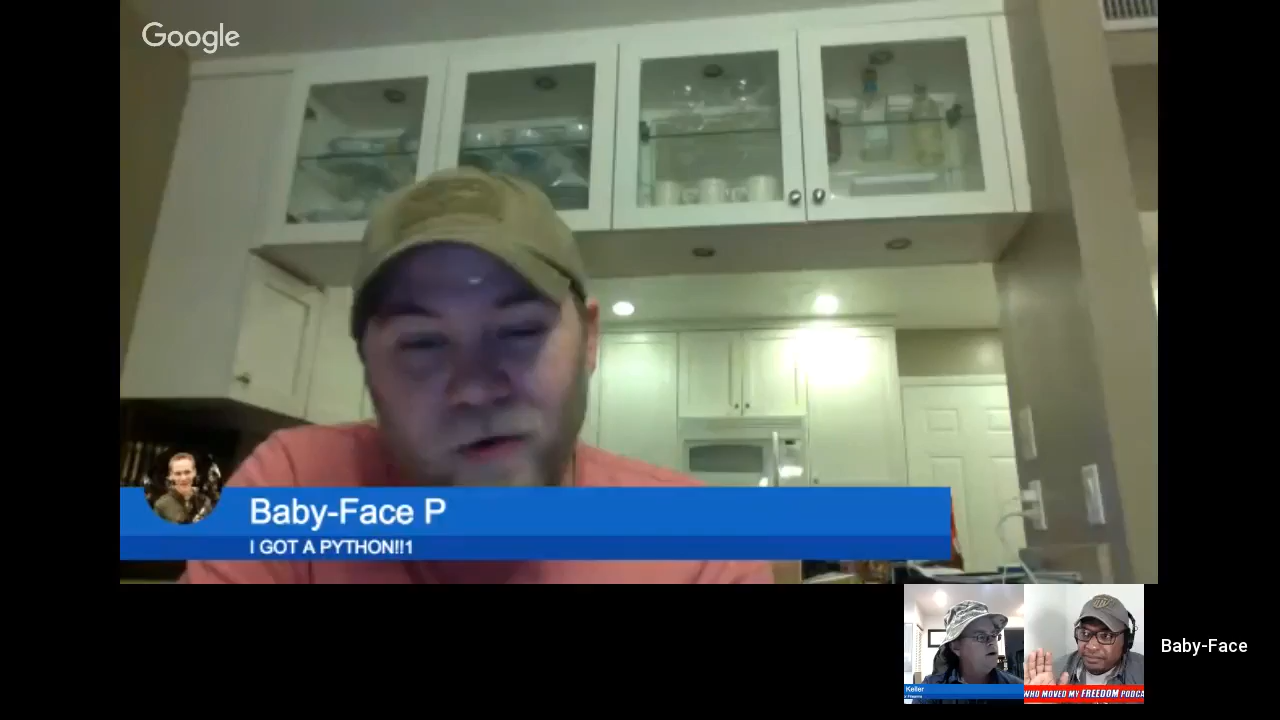 Google
Baby-Face P
I GOT A PYTHON!!1
Keller
WHO MOVED MY FREEDOM PODCA
Baby-Face